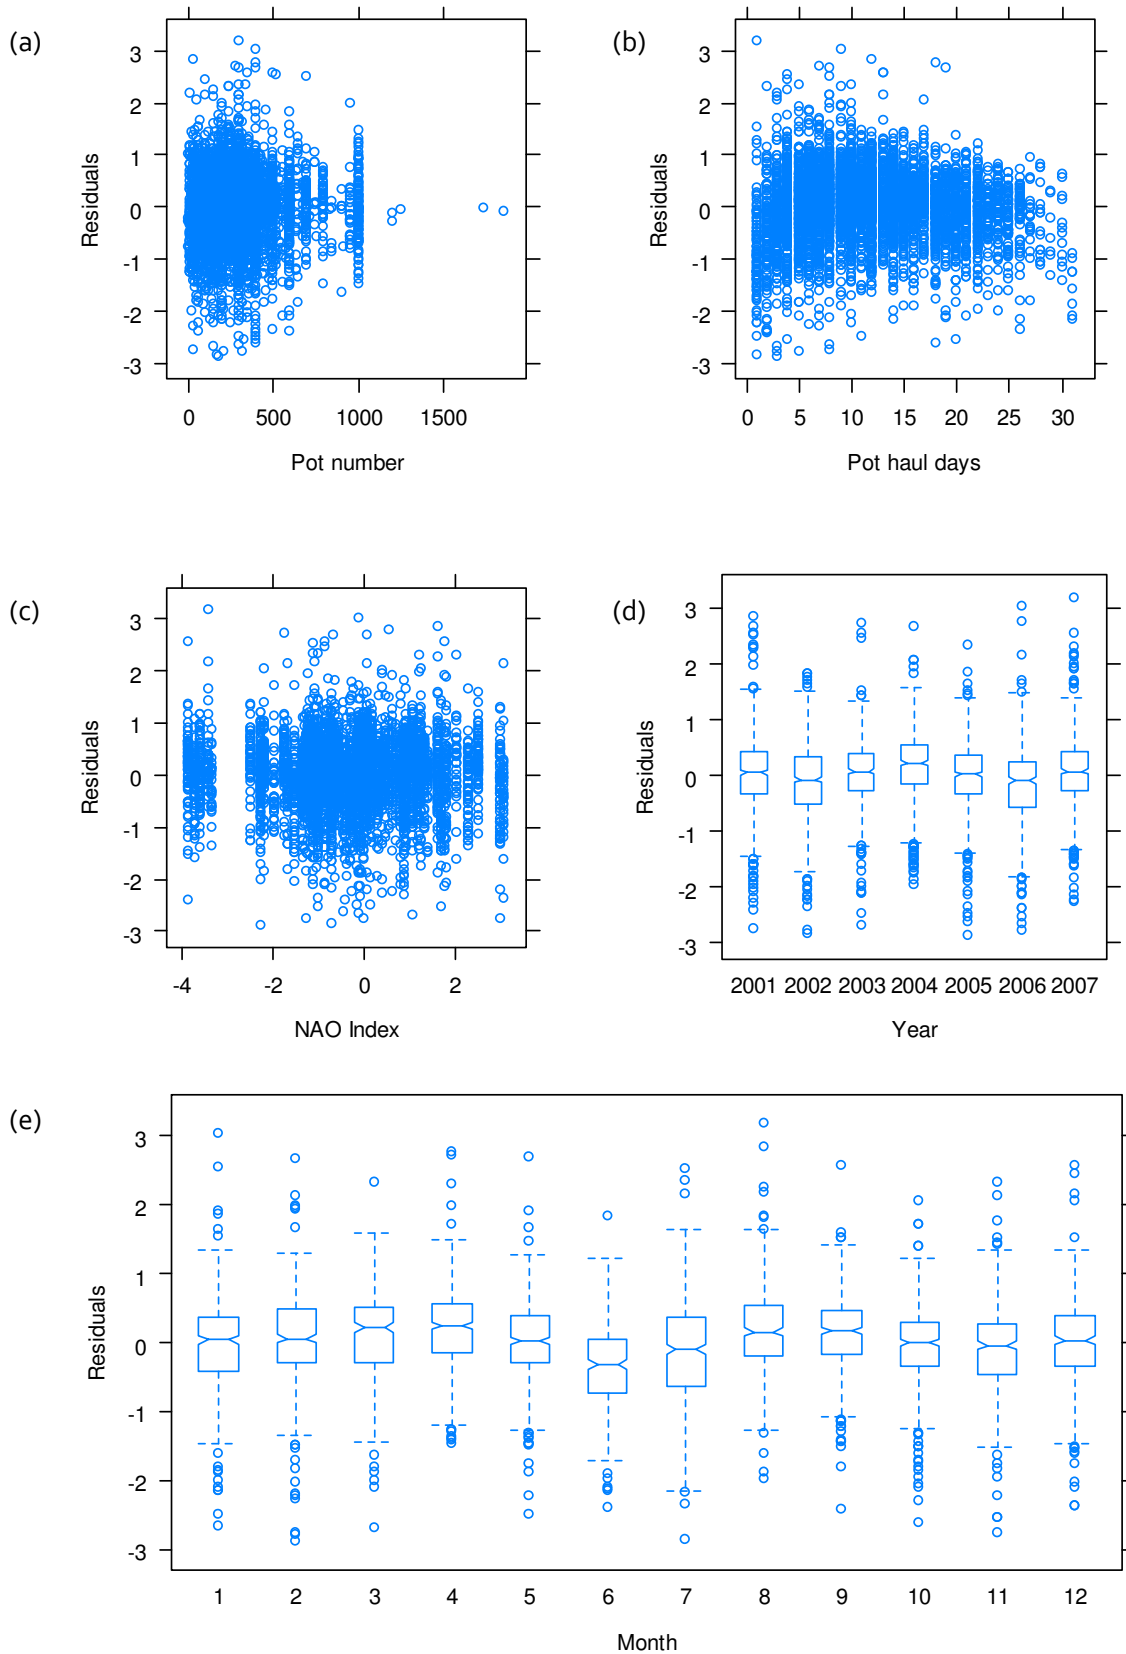 (a)
3
2
1
0
-1
-2
-3
Residuals
0 500 1000 1500
Pot number
(b)
3
2
1
0
-1
-2
-3
Residuals
0 5 10 15 20 25 30
Pot haul days
(c)
3
2
1
0
-1
-2
-3
Residuals
-4 -2 0 2
NAO Index
(d)
3
2
1
0
-1
-2
-3
Residuals
2001 2002 2003 2004 2005 2006 2007
Year
(e)
3
2
1
0
-1
-2
-3
Residuals
1 2 3 4 5 6 7 8 9 10 11 12
Month